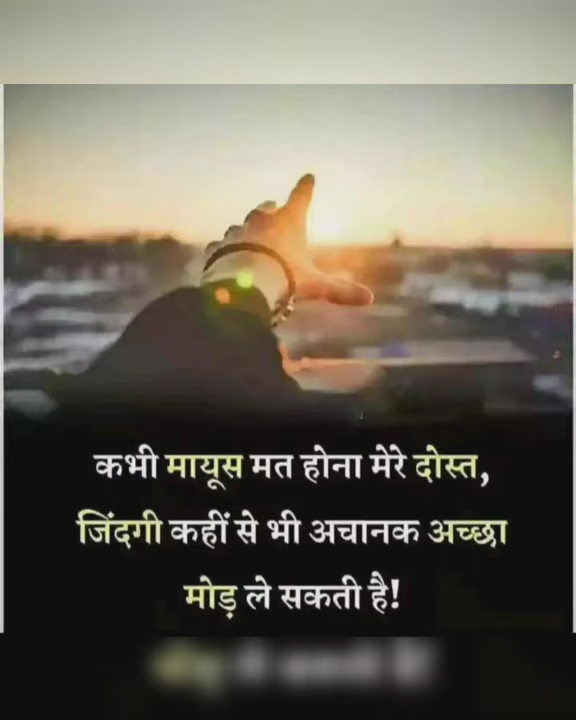 कभी मायूस मत होना मेरे दोस्त,
जिंदगी कहीं से भी अचानक अच्छा
मोड़ ले सकती है!